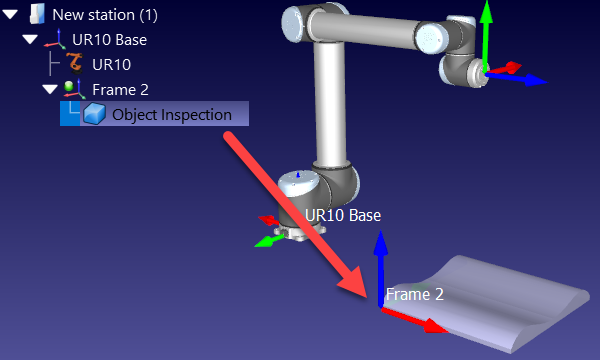 New station (1)
UR10 Base
UR10
Frame 2
Object Inspection
UR10 Base
Frame 2